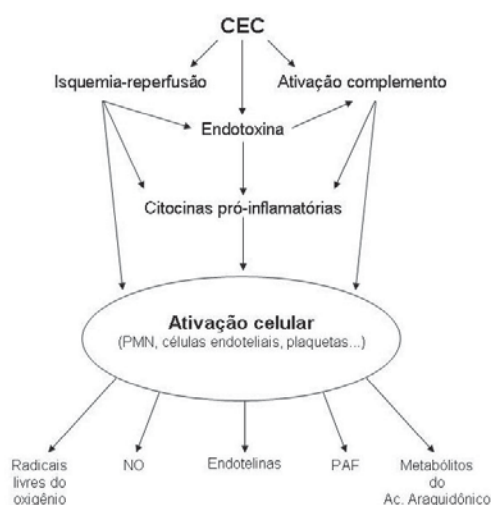 CEC
Isquemia-reperfusão
Ativação complemento
Endotoxina
Citocinas pró-inflamatórias
Ativação celular
(PMN, células endoteliais, plaquetas...)
Radicais
livres do
oxigênio
NO
Endotelinas
PAF
Metabólitos
do
Ac. Araquidônico